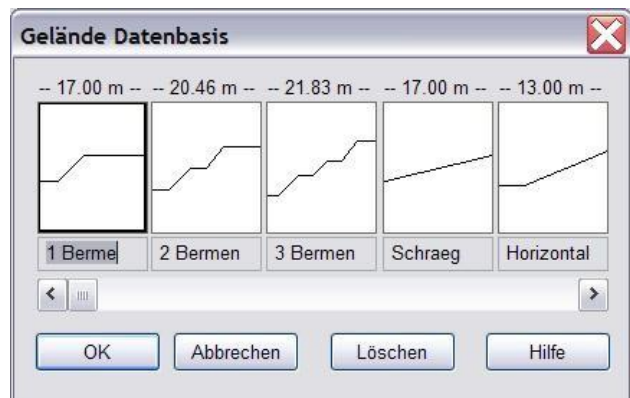 Gelände Datenbasis
-- 17.00 m -- -- 20.46 m -- -- 21.83 m -- -- 17.00 m -- -- 13.00 m --
1 Berme 2 Bermen 3 Bermen Schraeg Horizontal
OK Abbrechen Löschen Hilfe